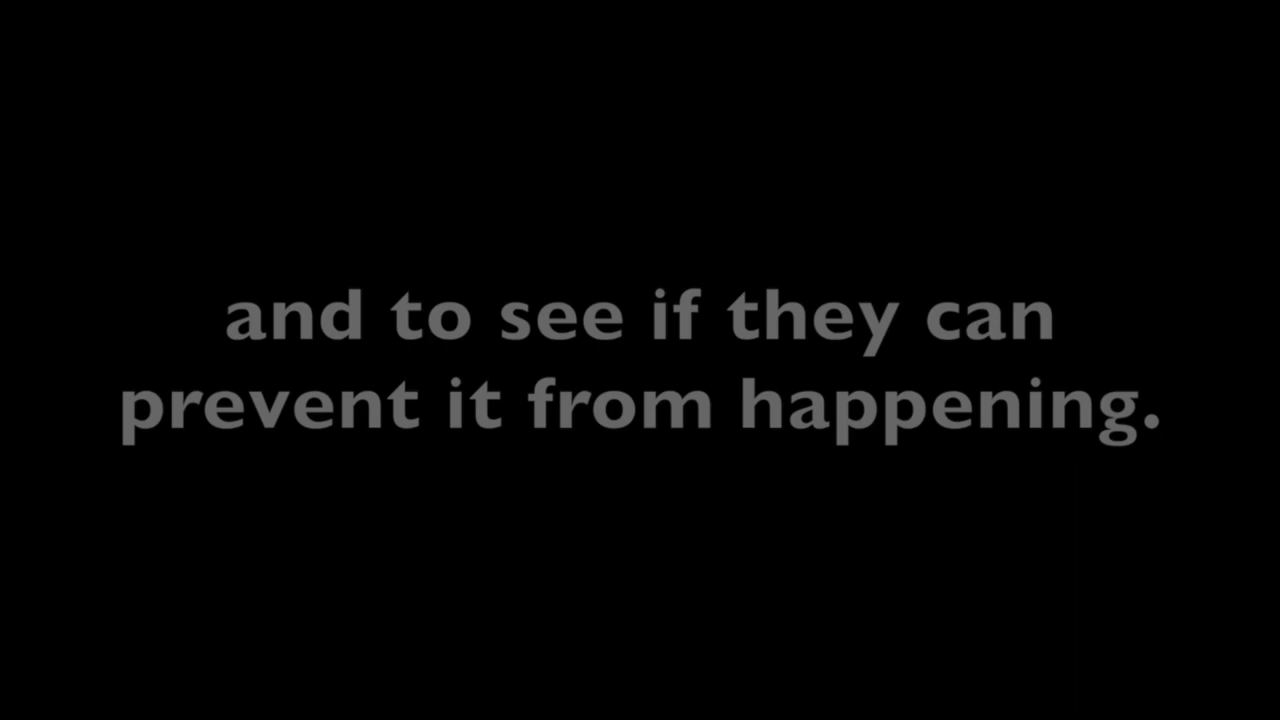 and to see if they can
prevent it from happening.